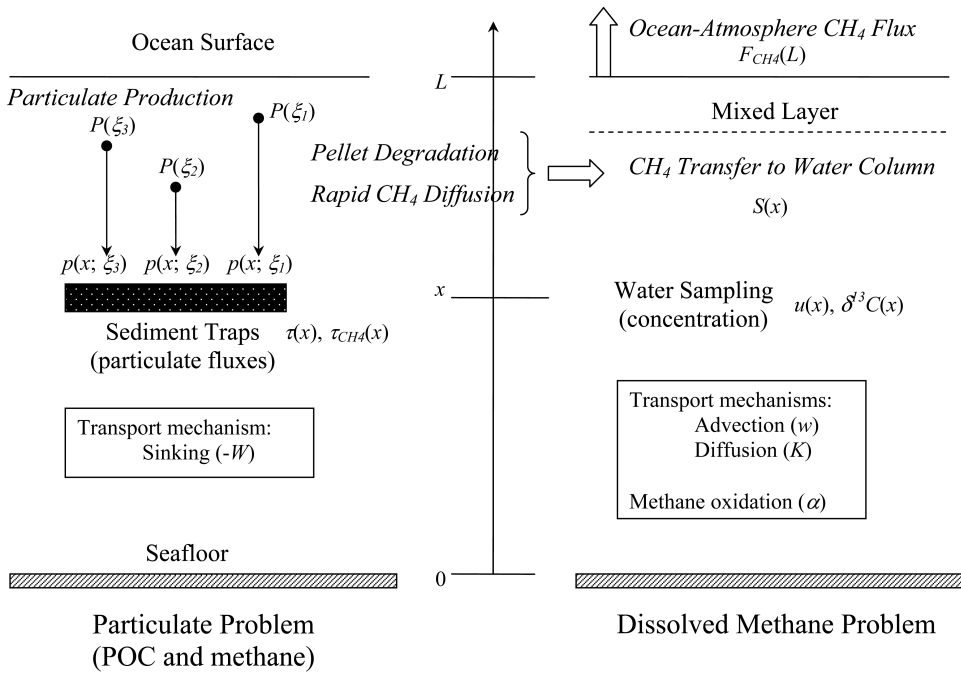 Ocean Surface
Particulate Production
P(ξ3)
P(ξ2)
P(ξ1)
p(x; ξ3) p(x; ξ2) p(x; ξ1)
Sediment Traps
(particulate fluxes)
τ(x), τCH4(x)
Transport mechanism:
Sinking (-W)
Seafloor
Particulate Problem
(POC and methane)
L
Pellet Degradation
Rapid CH4 Diffusion
x
0
Ocean-Atmosphere CH4 Flux
FCH4(L)
Mixed Layer
CH4 Transfer to Water Column
S(x)
Water Sampling
(concentration)
u(x), δ13C(x)
Transport mechanisms:
Advection (w)
Diffusion (K)
Methane oxidation (α)
Dissolved Methane Problem